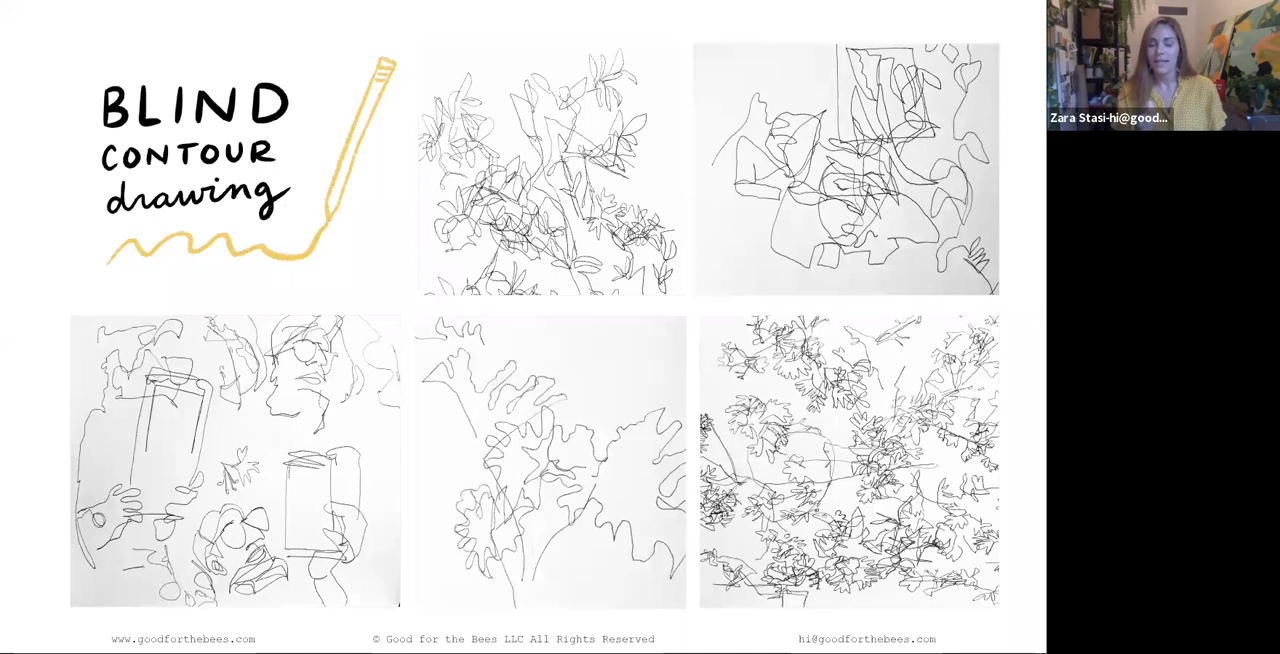 BLIND
CONTOUR
drawing
Zara Stasi-hi@good...
www.goodforthebees.com
© Good for the Bees LLC All Rights Reserved
hi@goodforthebees.com